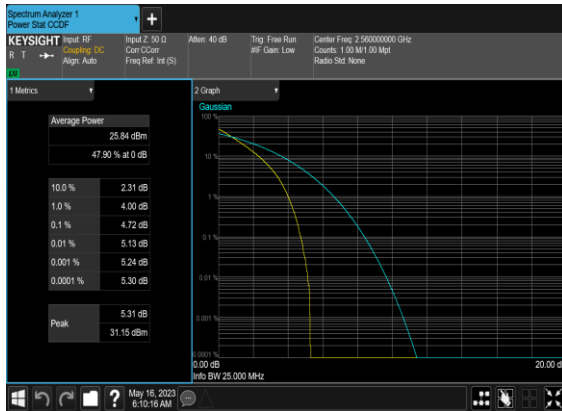 Spectrum Analyzer 1
Power Stat CCDF
+
KEYSIGHT
R T
LXI
Input: RF
Coupling: DC
Align: Auto
Input Z: 50 Ω
Corr CCorr
Freq Ref: Int (S)
Atten: 40 dB
Trig: Free Run
#IF Gain: Low
Center Freq: 2.560000000 GHz
Counts: 1.00 M/1.00 Mpt
Radio Std: None
1 Metrics
Average Power
25.84 dBm
47.90 % at 0 dB
10.0 % 2.31 dB
1.0 % 4.00 dB
0.1 % 4.72 dB
0.01 % 5.13 dB
0.001 % 5.24 dB
0.0001 % 5.30 dB
Peak 5.31 dB
31.15 dBm
2 Graph
Gaussian
100 %
10 %
1 %
0.1 %
0.01 %
0.001 %
0.0001 %
0.00 dB
20.00 d
Info BW 25.000 MHz
?
May 16, 2023
6:10:16 AM